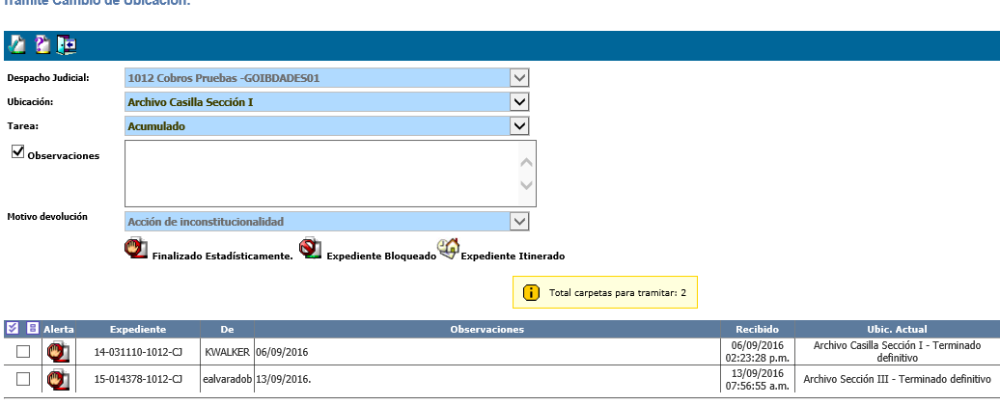 Trámite Cambio de Ubicación.
Despacho Judicial:
1012 Cobros Pruebas -GOIBDADES01
Ubicación:
Archivo Casilla Sección I
Tarea:
Acumulado
Observaciones
Motivo devolución
Acción de inconstitucionalidad
Finalizado Estadísticamente. Expediente Bloqueado Expediente Itinerado
Total carpetas para tramitar: 2
Alerta Expediente De Observaciones Recibido Ubic. Actual
14-031110-1012-CJ KWALKER 06/09/2016 06/09/2016 02:23:28 p.m. Archivo Casilla Sección I - Terminado definitivo
15-014378-1012-CJ ealvaradob 13/09/2016. 13/09/2016 07:56:55 a.m. Archivo Sección III - Terminado definitivo